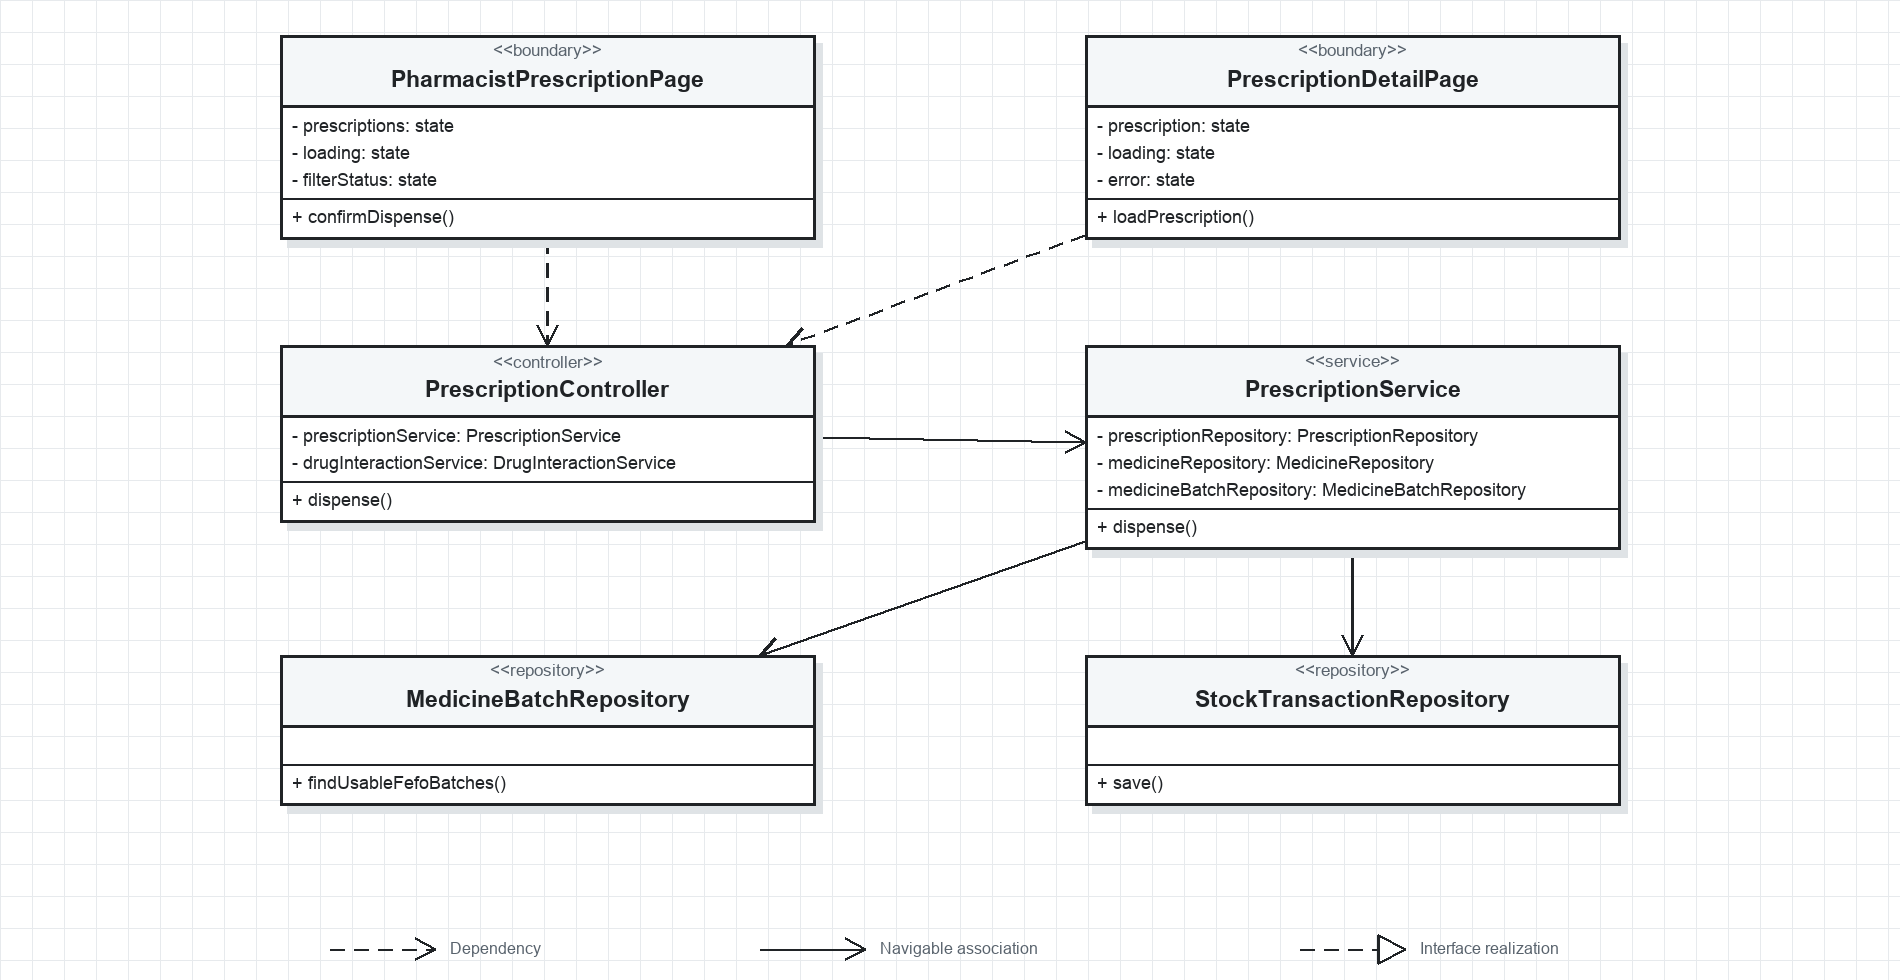 <<boundary>>
PharmacistPrescriptionPage
- prescriptions: state
- loading: state
- filterStatus: state
+ confirmDispense()
<<boundary>>
PrescriptionDetailPage
- prescription: state
- loading: state
- error: state
+ loadPrescription()
<<controller>>
PrescriptionController
- prescriptionService: PrescriptionService
- drugInteractionService: DrugInteractionService
+ dispense()
<<service>>
PrescriptionService
- prescriptionRepository: PrescriptionRepository
- medicineRepository: MedicineRepository
- medicineBatchRepository: MedicineBatchRepository
+ dispense()
<<repository>>
MedicineBatchRepository
+ findUsableFefoBatches()
<<repository>>
StockTransactionRepository
+ save()
Dependency
Navigable association
Interface realization